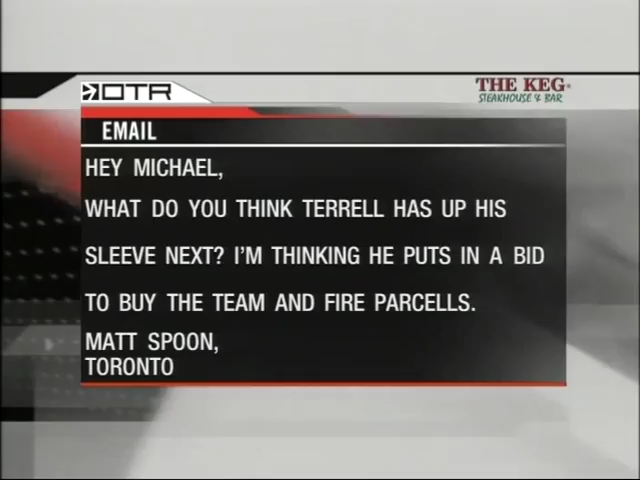 OTR
THE KEG
STEAKHOUSE & BAR
EMAIL
HEY MICHAEL,
WHAT DO YOU THINK TERRELL HAS UP HIS
SLEEVE NEXT? I'M THINKING HE PUTS IN A BID
TO BUY THE TEAM AND FIRE PARCELLS.
MATT SPOON,
TORONTO